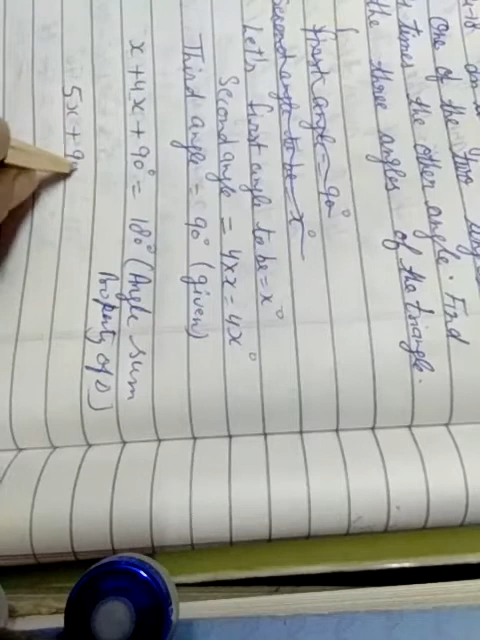 One of the two
4 times the other angle. Find
the three angles of the triangle.
first angle = 90°
Second angle to be = x°
Let's first angle to be = x°
Second angle = 4×x = 4x°
Third angle = 90° (given)
x + 4x + 90° = 180° (Angle sum
Property of Δ)
5x + 9